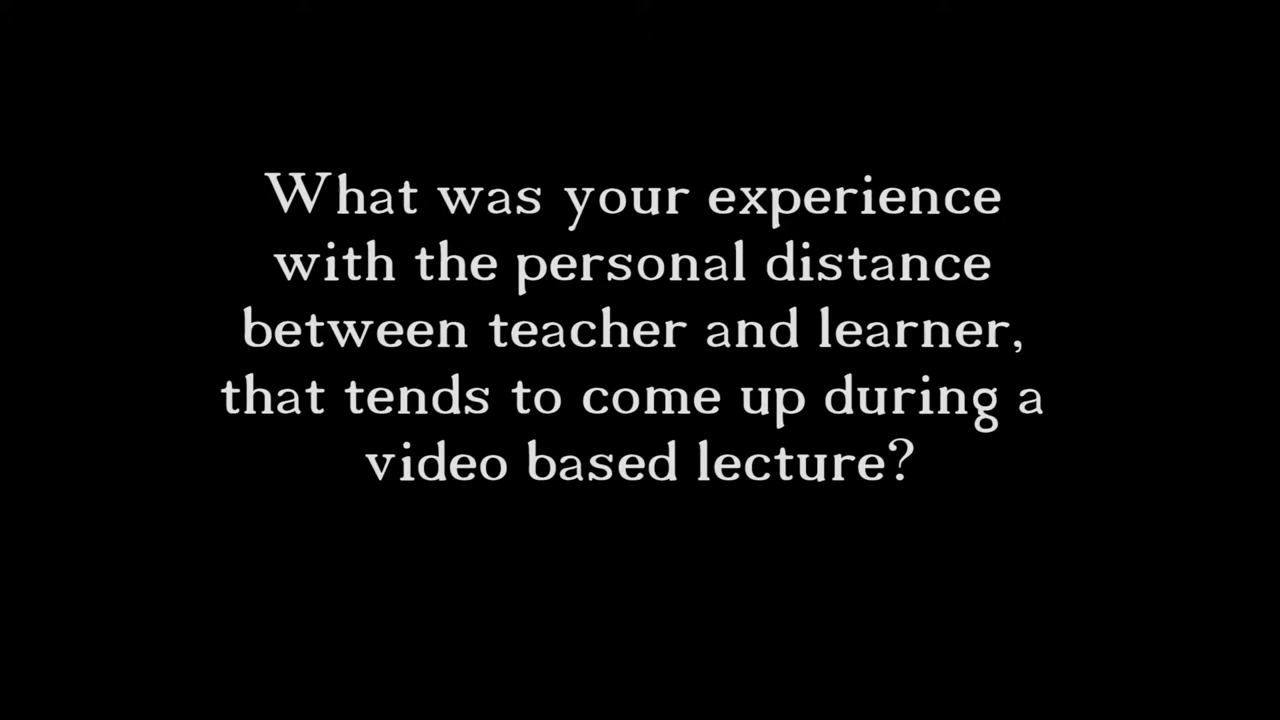 What was your experience
with the personal distance
between teacher and learner,
that tends to come up during a
video based lecture?